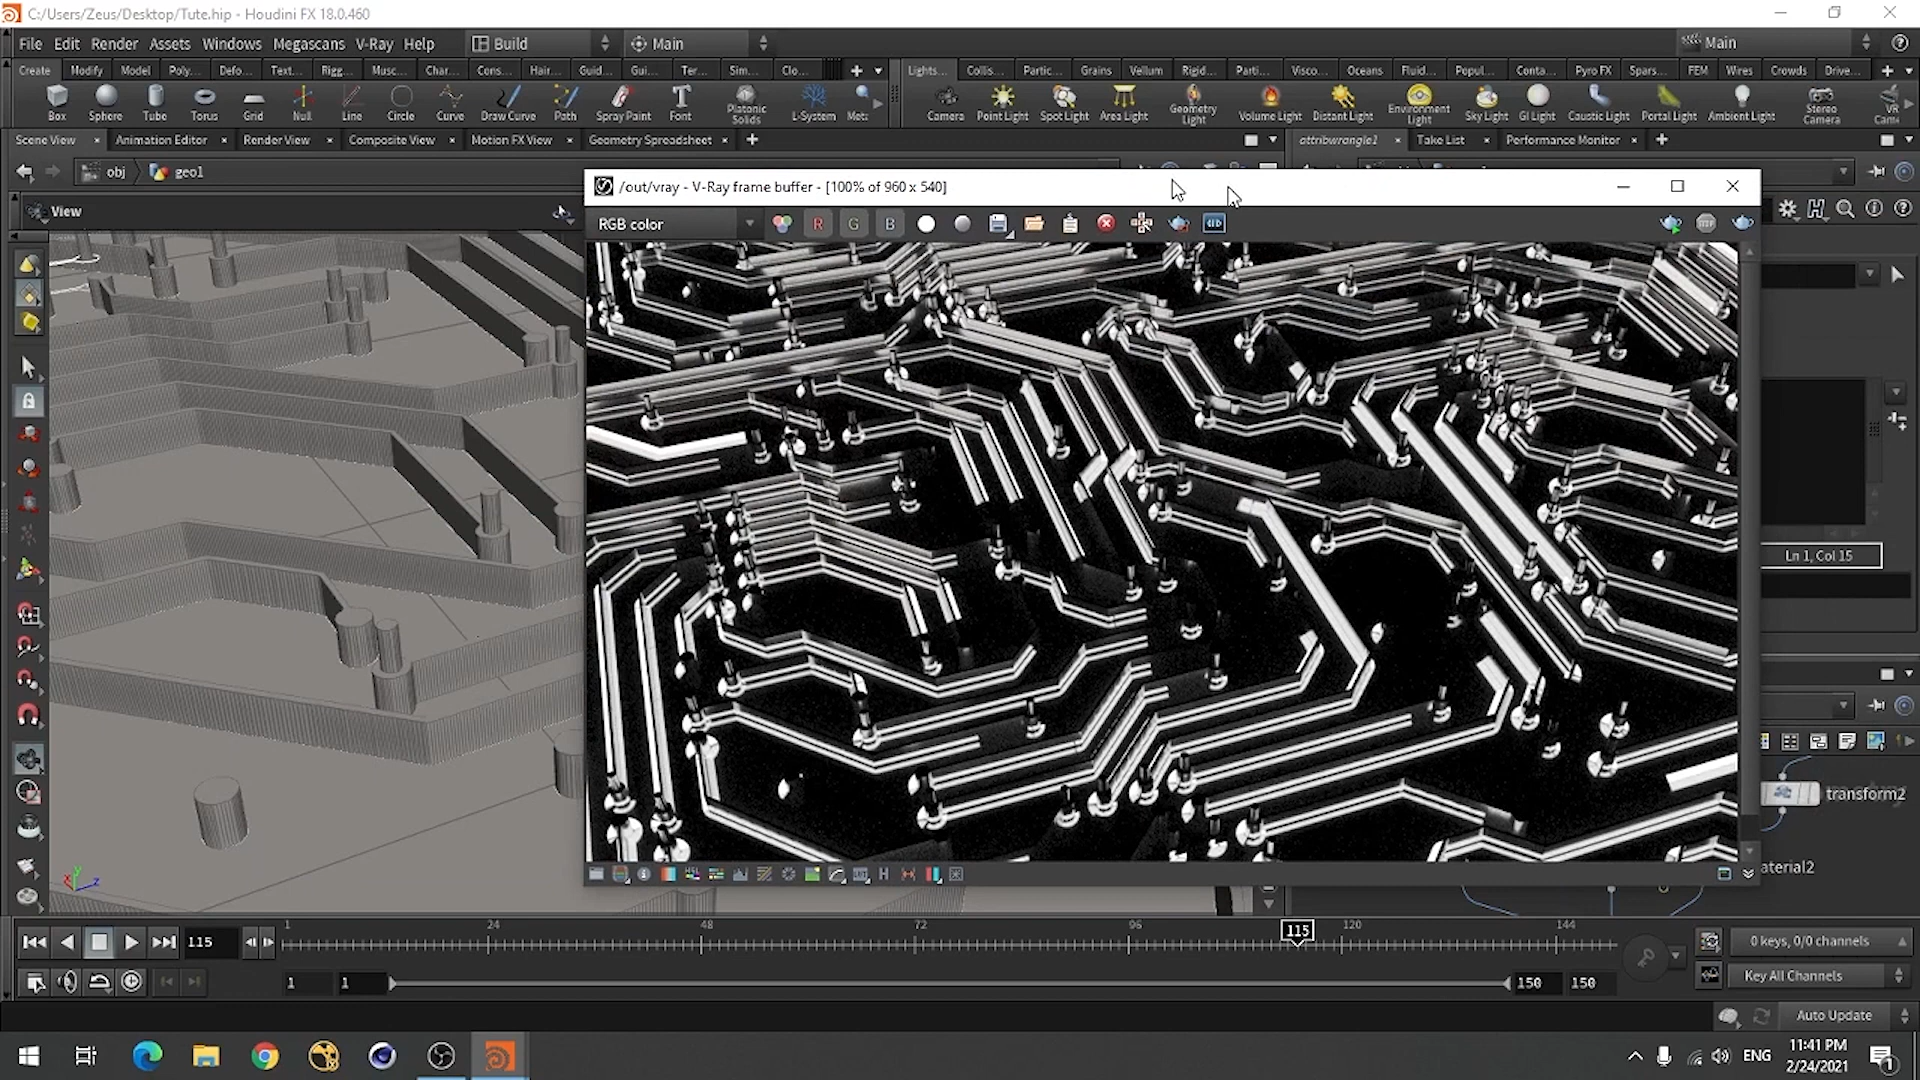 C:/Users/Zeus/Desktop/Tute.hip - Houdini FX 18.0.460
File Edit Render Assets Windows Megascans V-Ray Help Build Main Main
Create Modify Model Poly... Defo... Text... Rigg... Musc... Char... Cons... Hair... Guid... Gui... Ter... Sim... Clo... Lights... Collis... Partic... Grains Vellum Rigid... Parti... Visco... Oceans Fluid... Popul... Conta... Pyro FX Spars... FEM Wires Crowds Drive...
Box Sphere Tube Torus Grid Null Line Circle Curve Draw Curve Path Spray Paint Font Platonic Solids L-System Meta Camera Point Light Spot Light Area Light Geometry Light Volume Light Distant Light Environment Light Sky Light GI Light Caustic Light Portal Light Ambient Light Stereo Camera VR Cam
Scene View Animation Editor Render View Composite View Motion FX View Geometry Spreadsheet attribwrangle1 Take List Performance Monitor
obj geo1
/out/vray - V-Ray frame buffer - [100% of 960 x 540]
View
RGB color R G B
Ln 1, Col 15
transform2
aterial2
1 24 48 72 96 115 120 144
115
0 keys, 0/0 channels
1 1 150 150
Key All Channels
Auto Update
ENG
11:41 PM
2/24/2021
1